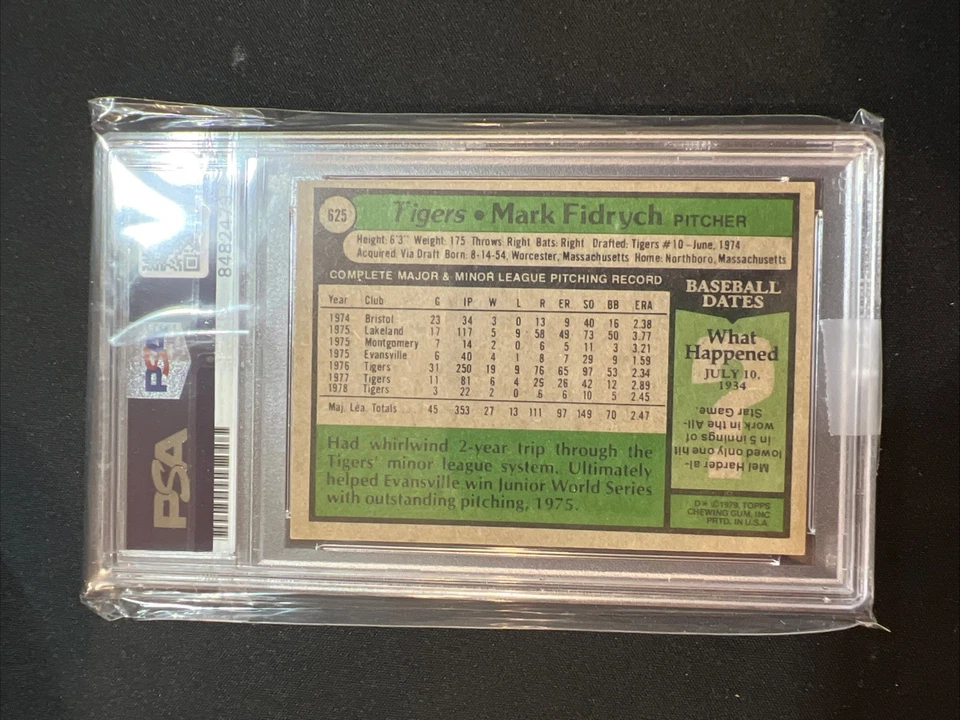 625
Tigers • Mark Fidrych PITCHER
Height: 6'3" Weight: 175 Throws: Right Bats: Right Drafted: Tigers #10-June, 1974
Acquired: Via Draft Born: 8-14-54, Worcester, Massachusetts Home: Northboro, Massachusetts
COMPLETE MAJOR & MINOR LEAGUE PITCHING RECORD
Year Club G IP W L R ER SO BB ERA
1974 Bristol 23 34 3 0 13 9 40 16 2.38
1975 Lakeland 17 117 5 9 58 49 73 50 3.77
1975 Montgomery 7 14 2 0 6 5 11 3 3.21
1975 Evansville 6 40 4 1 8 7 29 9 1.59
1976 Tigers 31 250 19 9 76 65 97 53 2.34
1977 Tigers 11 81 6 4 29 26 42 12 2.89
1978 Tigers 3 22 2 0 6 6 10 5 2.45
Maj. Lea. Totals 45 353 27 13 111 97 149 70 2.47
Had whirlwind 2-year trip through the
Tigers' minor league system. Ultimately
helped Evansville win Junior World Series
with outstanding pitching, 1975.
BASEBALL
DATES
What
Happened
JULY 10,
1934
?
Mel Harder al-
lowed only one hit
in 5 innings of
work in the All-
Star Game.
D* ©1979, TOPPS
CHEWING GUM, INC
PRTD. IN U.S.A.
PSA
PSA